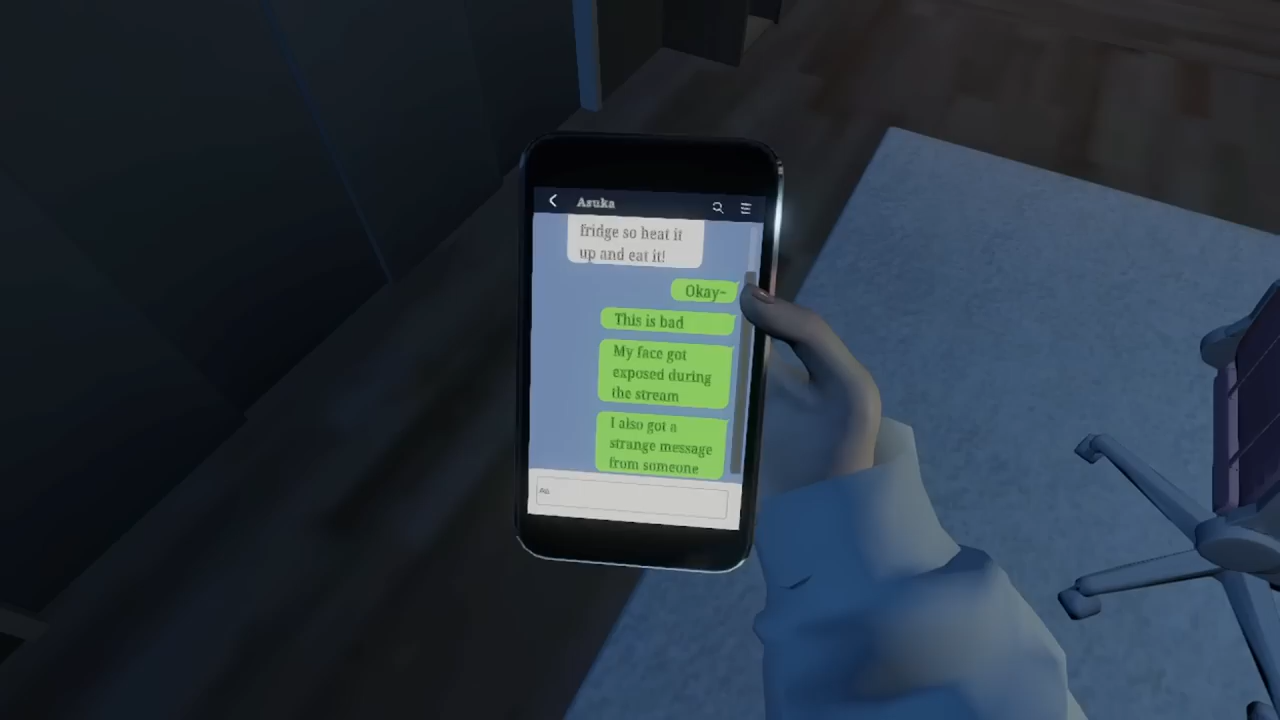 Asuka
fridge so heat it
up and eat it!
Okay~
This is bad
My face got
exposed during
the stream
I also got a
strange message
from someone
Aa